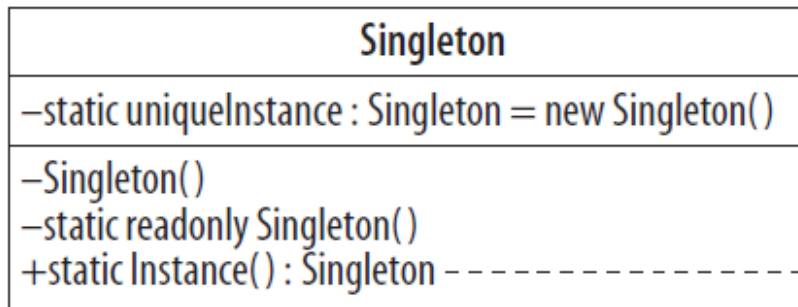 Singleton
–static uniqueInstance : Singleton = new Singleton()
–Singleton()
–static readonly Singleton()
+static Instance() : Singleton